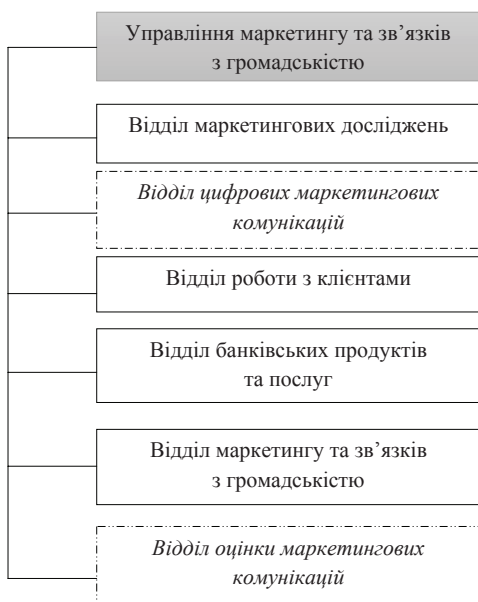 Управління маркетингу та зв’язків
з громадськістю
Відділ маркетингових досліджень
Відділ цифрових маркетингових
комунікацій
Відділ роботи з клієнтами
Відділ банківських продуктів
та послуг
Відділ маркетингу та зв’язків
з громадськістю
Відділ оцінки маркетингових
комунікацій